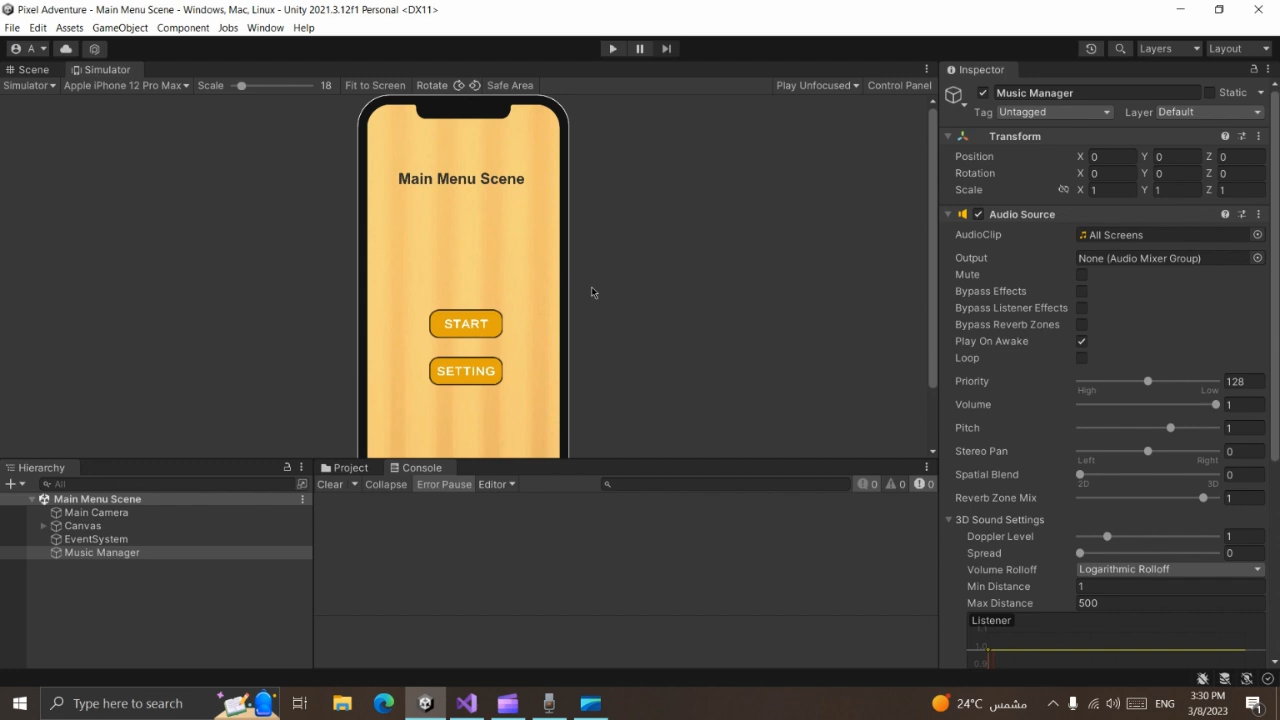 Pixel Adventure - Main Menu Scene - Windows, Mac, Linux - Unity 2021.3.12f1 Personal <DX11>
File Edit Assets GameObject Component Jobs Window Help
A Layers Layout
Scene Simulator
Simulator Apple iPhone 12 Pro Max Scale 18 Fit to Screen Rotate Safe Area Play Unfocused Control Panel
Main Menu Scene
START
SETTING
Inspector
Music Manager Static
Tag Untagged Layer Default
Transform
Position X 0 Y 0 Z 0
Rotation X 0 Y 0 Z 0
Scale X 1 Y 1 Z 1
Audio Source
AudioClip All Screens
Output None (Audio Mixer Group)
Mute
Bypass Effects
Bypass Listener Effects
Bypass Reverb Zones
Play On Awake
Loop
Priority 128
High Low
Volume 1
Pitch 1
Stereo Pan 0
Left Right
Spatial Blend 0
2D 3D
Reverb Zone Mix 1
3D Sound Settings
Doppler Level 1
Spread 0
Volume Rolloff Logarithmic Rolloff
Min Distance 1
Max Distance 500
Listener
1.1
1.0
0.9
Hierarchy
All
Main Menu Scene
Main Camera
Canvas
EventSystem
Music Manager
Project Console
Clear Collapse Error Pause Editor 0 0 0
Type here to search
24°C مشمس ENG 3:30 PM
3/8/2023
1